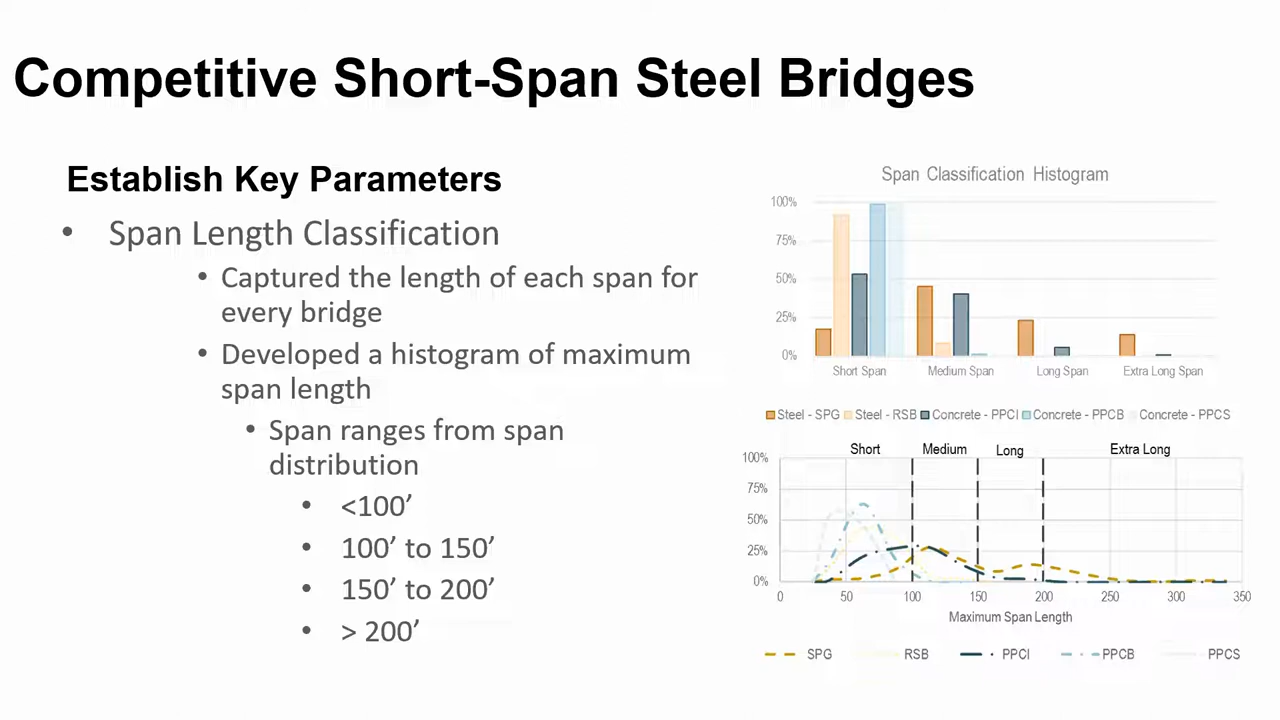 Competitive Short-Span Steel Bridges
Establish Key Parameters
• Span Length Classification
• Captured the length of each span for
every bridge
• Developed a histogram of maximum
span length
• Span ranges from span
distribution
• <100’
• 100’ to 150’
• 150’ to 200’
• > 200’
Span Classification Histogram
100%
75%
50%
25%
0%
Short Span Medium Span Long Span Extra Long Span
Steel - SPG Steel - RSB Concrete - PPCI Concrete - PPCB Concrete - PPCS
Short Medium Long Extra Long
100%
75%
50%
25%
0%
0 50 100 150 200 250 300 350
Maximum Span Length
SPG RSB PPCI PPCB PPCS